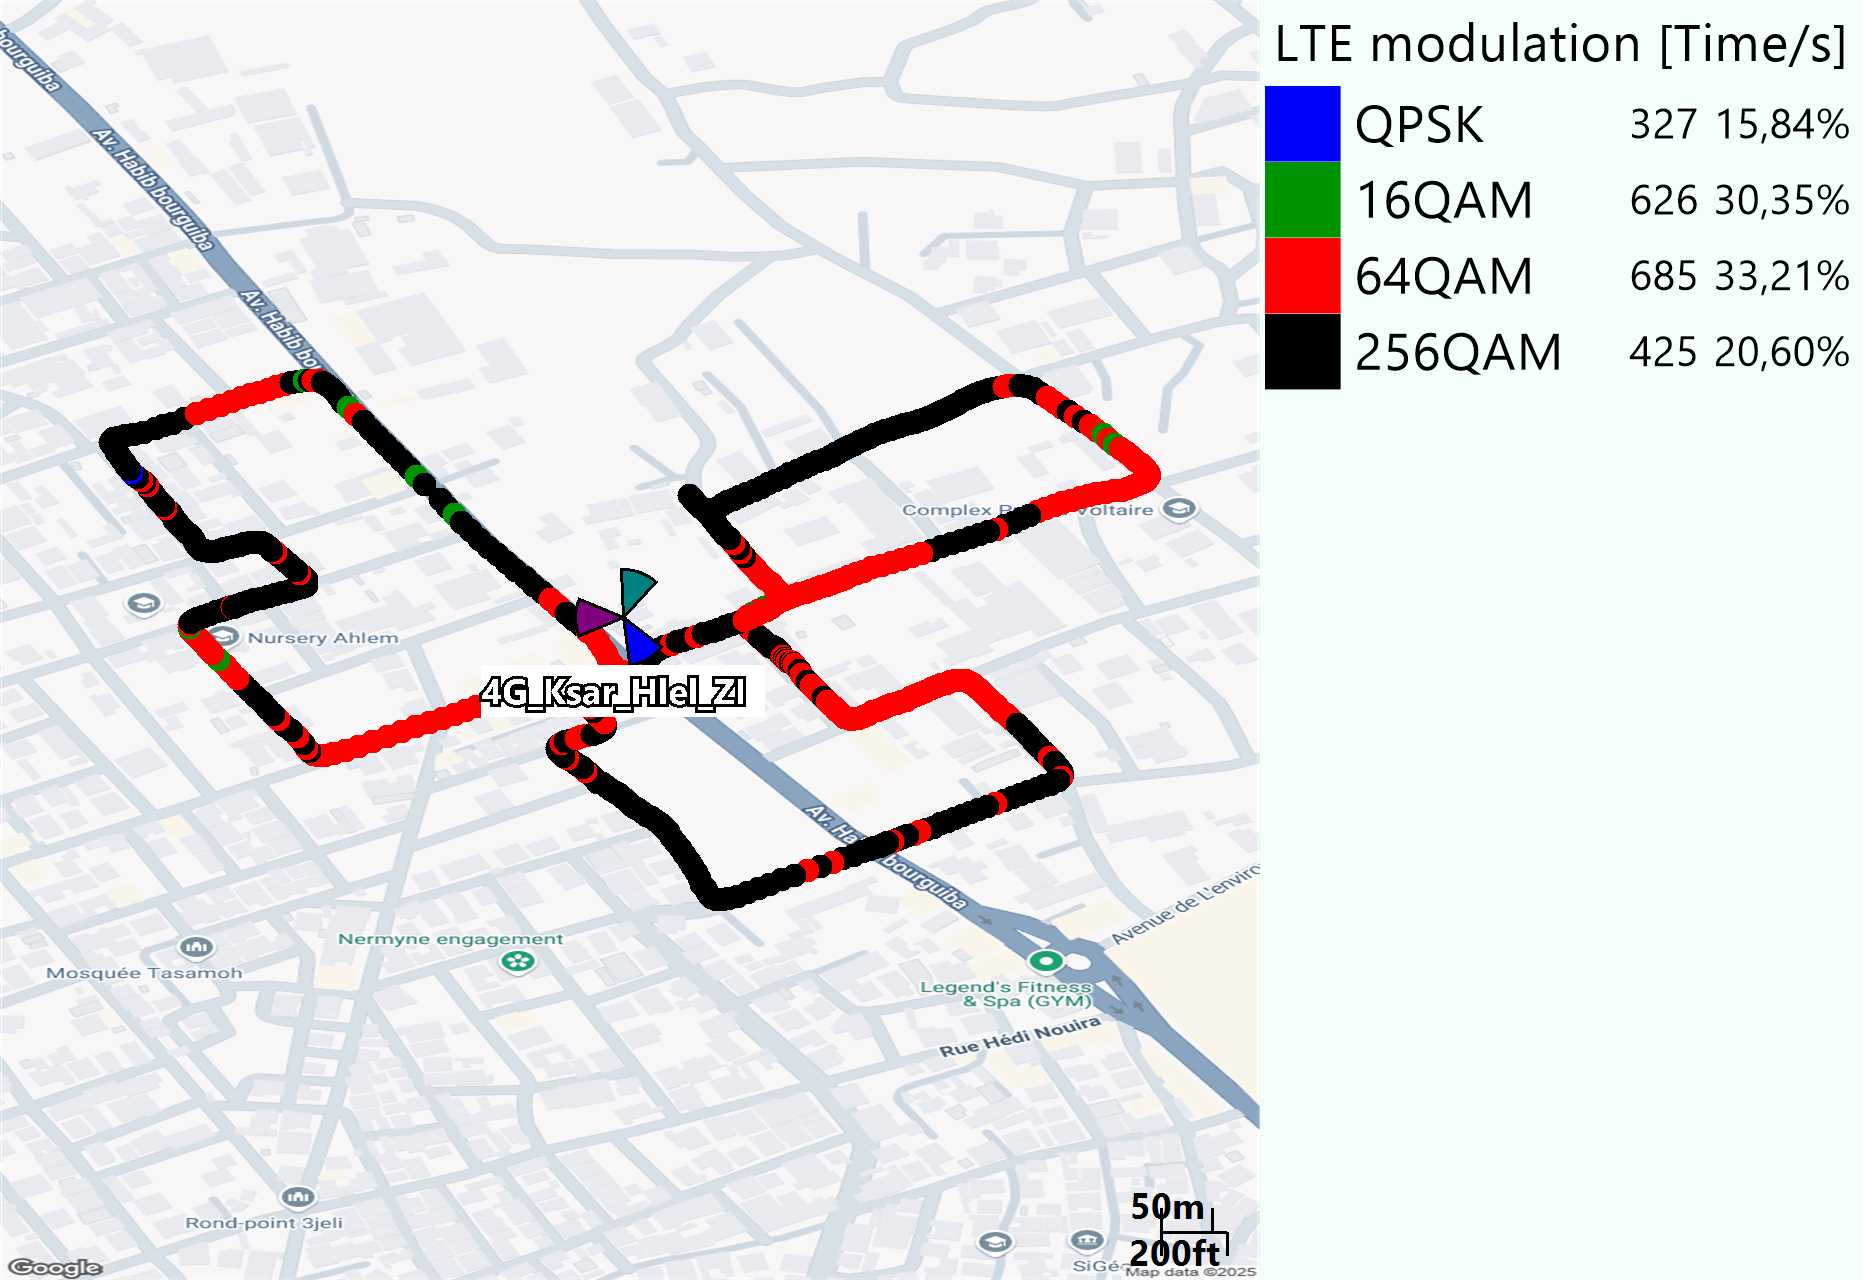 LTE modulation [Time/s]
QPSK 327 15,84%
16QAM 626 30,35%
64QAM 685 33,21%
256QAM 425 20,60%
bourguiba
Av. Habib bourguiba
Av. Habib bo
Complex
Voltaire
Nursery Ahlem
4G_Ksar_Hlel_ZI
Av. Ha
bourguiba
Avenue de L'enviro
Nermyne engagement
Mosquée Tasamoh
Legend's Fitness
& Spa (GYM)
Rue Hédi Nouira
Rond-point 3jeli
50m
200ft
SiGé
Google
Map data ©2025